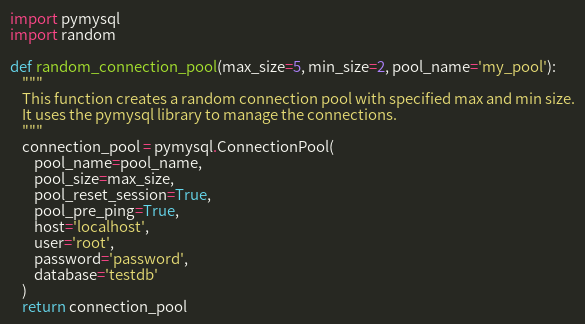 import pymysql
import random

def random_connection_pool(max_size=5, min_size=2, pool_name='my_pool'):
    """
    This function creates a random connection pool with specified max and min size.
    It uses the pymysql library to manage the connections.
    """
    connection_pool = pymysql.ConnectionPool(
        pool_name=pool_name,
        pool_size=max_size,
        pool_reset_session=True,
        pool_pre_ping=True,
        host='localhost',
        user='root',
        password='password',
        database='testdb'
    )
    return connection_pool